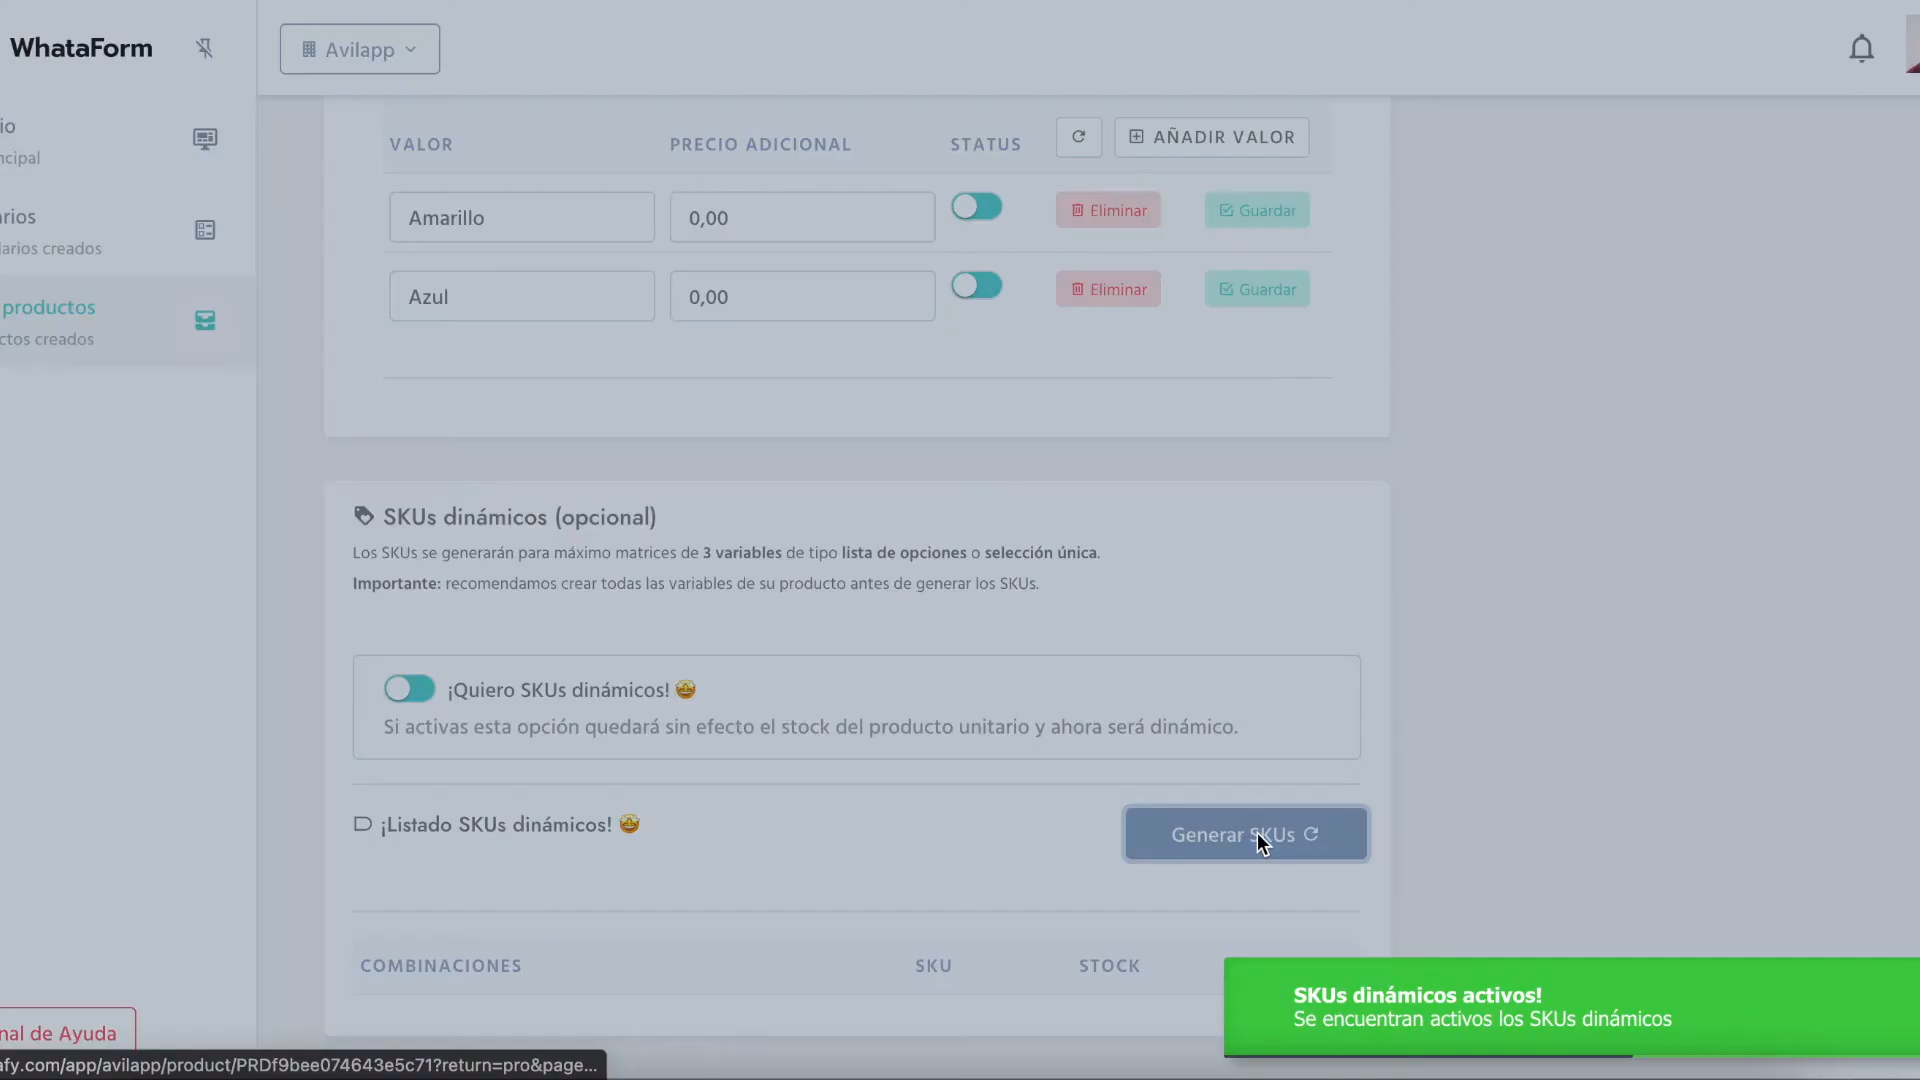 WhataForm
Avilapp
io
ncipal
arios
larios creados
productos
ctos creados
VALOR
PRECIO ADICIONAL
STATUS
AÑADIR VALOR
Amarillo
0,00
Eliminar
Guardar
Azul
0,00
Eliminar
Guardar
SKUs dinámicos (opcional)
Los SKUs se generarán para máximo matrices de 3 variables de tipo lista de opciones o selección única.
Importante: recomendamos crear todas las variables de su producto antes de generar los SKUs.
¡Quiero SKUs dinámicos! 🤩
Si activas esta opción quedará sin efecto el stock del producto unitario y ahora será dinámico.
¡Listado SKUs dinámicos! 🤩
Generar SKUs
COMBINACIONES
SKU
STOCK
SKUs dinámicos activos!
Se encuentran activos los SKUs dinámicos
nal de Ayuda
afy.com/app/avilapp/product/PRDf9bee074643e5c71?return=pro&page...